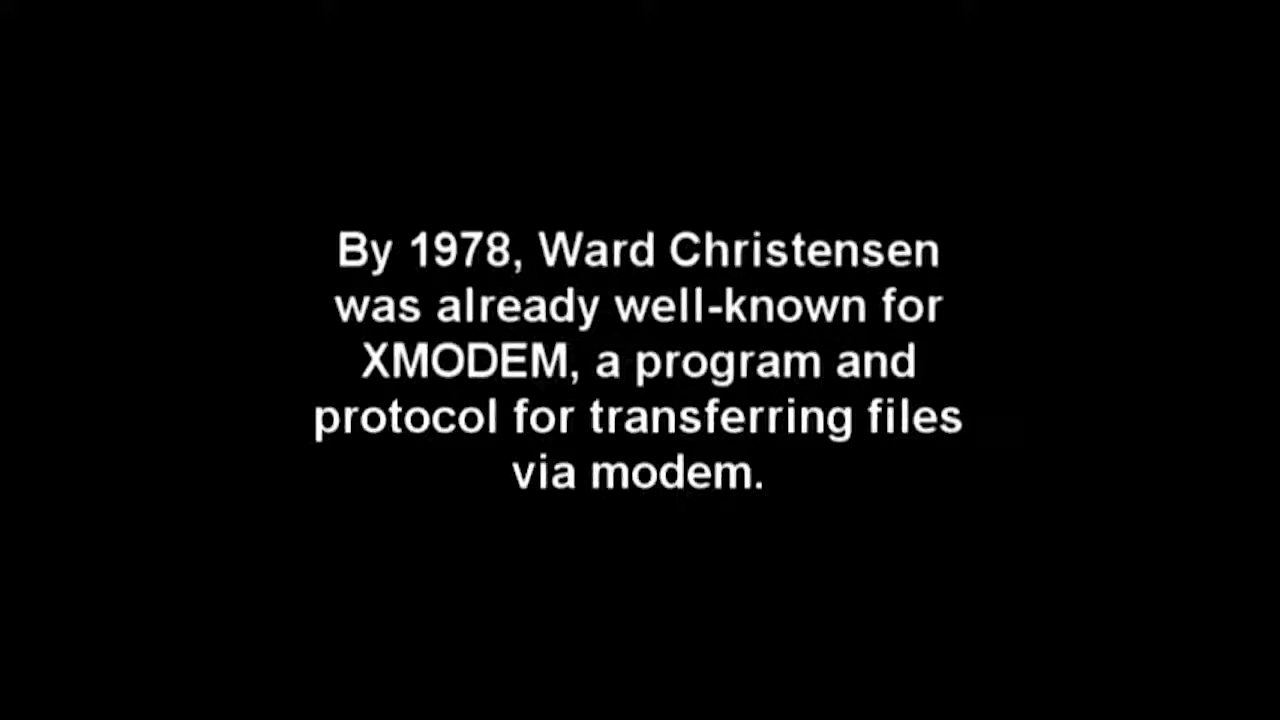 By 1978, Ward Christensen
was already well-known for
XMODEM, a program and
protocol for transferring files
via modem.